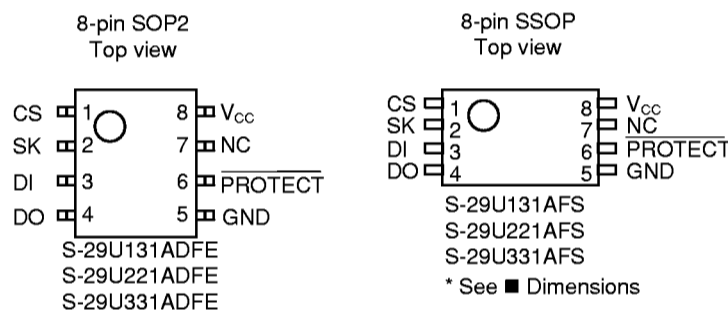 8-pin SOP2
Top view
CS 1 8 VCC
SK 2 7 NC
DI 3 6 PROTECT
DO 4 5 GND
S-29U131ADFE
S-29U221ADFE
S-29U331ADFE
8-pin SSOP
Top view
CS 1 8 VCC
SK 2 7 NC
DI 3 6 PROTECT
DO 4 5 GND
S-29U131AFS
S-29U221AFS
S-29U331AFS
* See ■ Dimensions